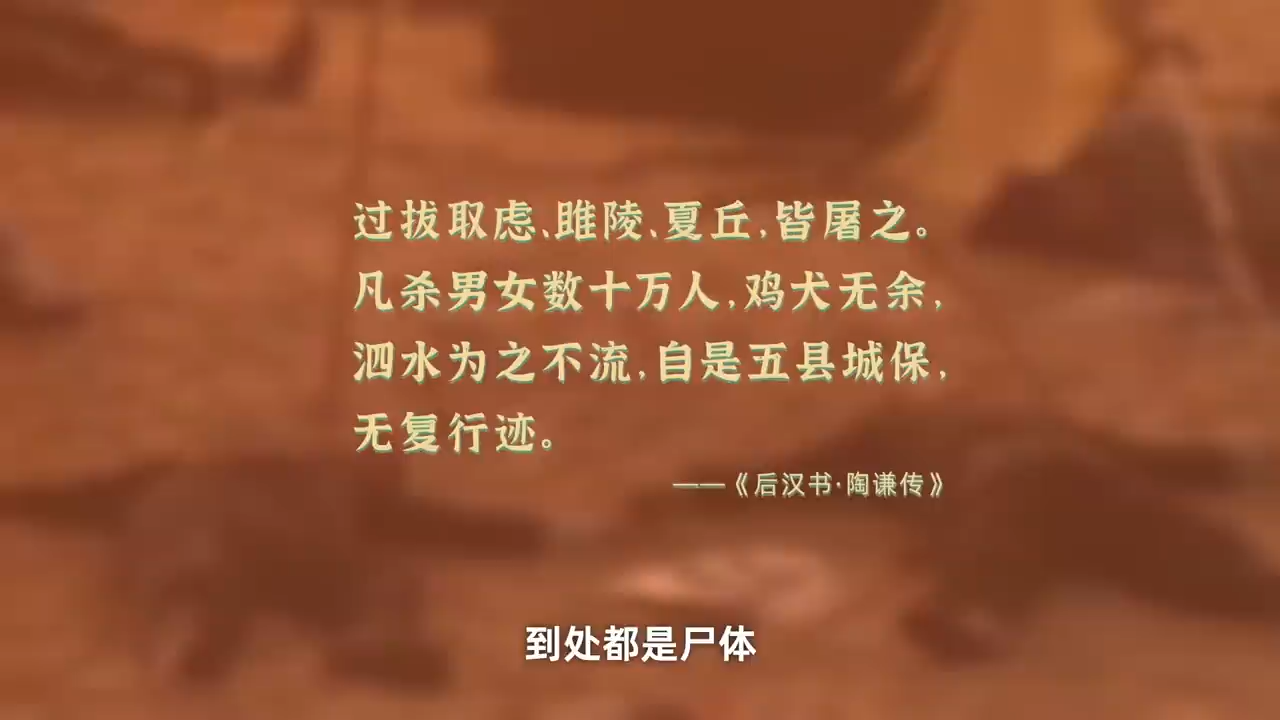 过拔取虑、睢陵、夏丘,皆屠之。
凡杀男女数十万人,鸡犬无余,
泗水为之不流,自是五县城保,
无复行迹。
——《后汉书·陶谦传》
到处都是尸体